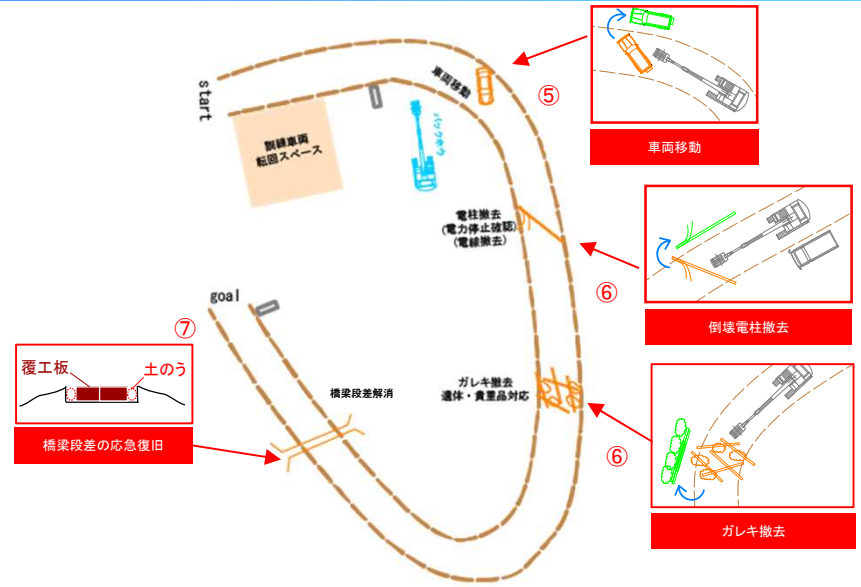 start
訓練車両
転回スペース
車両移動
バックホウ
⑤
車両移動
電柱撤去
(電力停止確認)
(電線撤去)
⑥
倒壊電柱撤去
goal
⑦
覆工板
土のう
橋梁段差の応急復旧
橋梁段差解消
ガレキ撤去
遺体・貴重品対応
⑥
ガレキ撤去